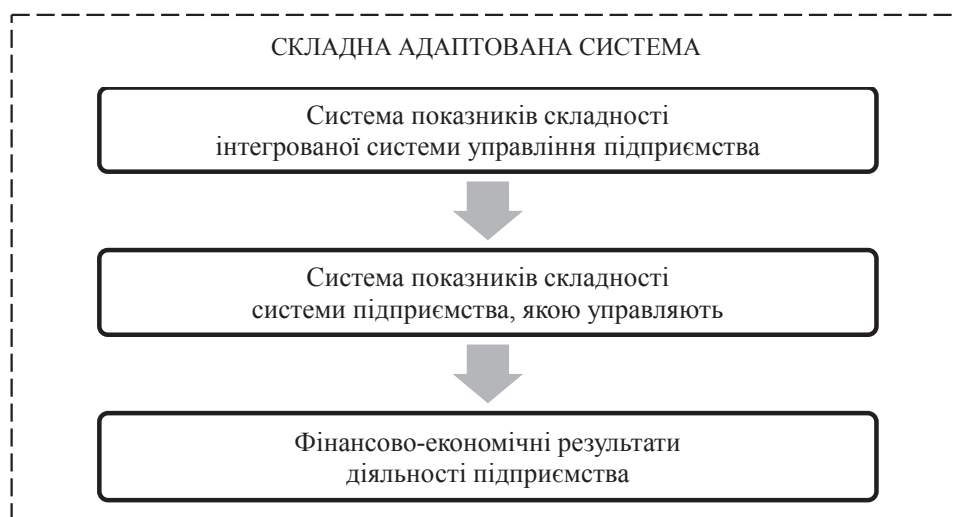 СКЛАДНА АДАПТОВАНА СИСТЕМА
Система показників складності
інтегрованої системи управління підприємства
Система показників складності
системи підприємства, якою управляють
Фінансово-економічні результати
діяльності підприємства